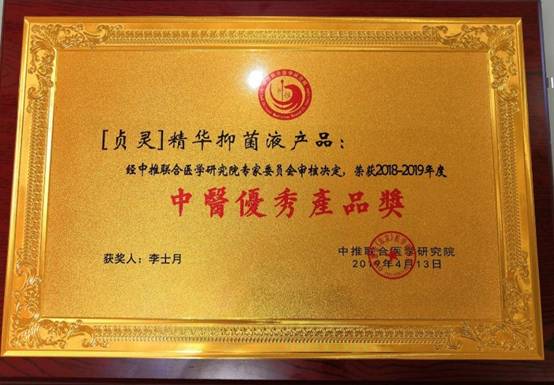 [贞灵]精华抑菌液产品：
经中推联合医学研究院专家委员会审核决定，荣获2018-2019年度
中醫優秀產品獎
获奖人：李士月
中推联合医学研究院
2019年4月13日